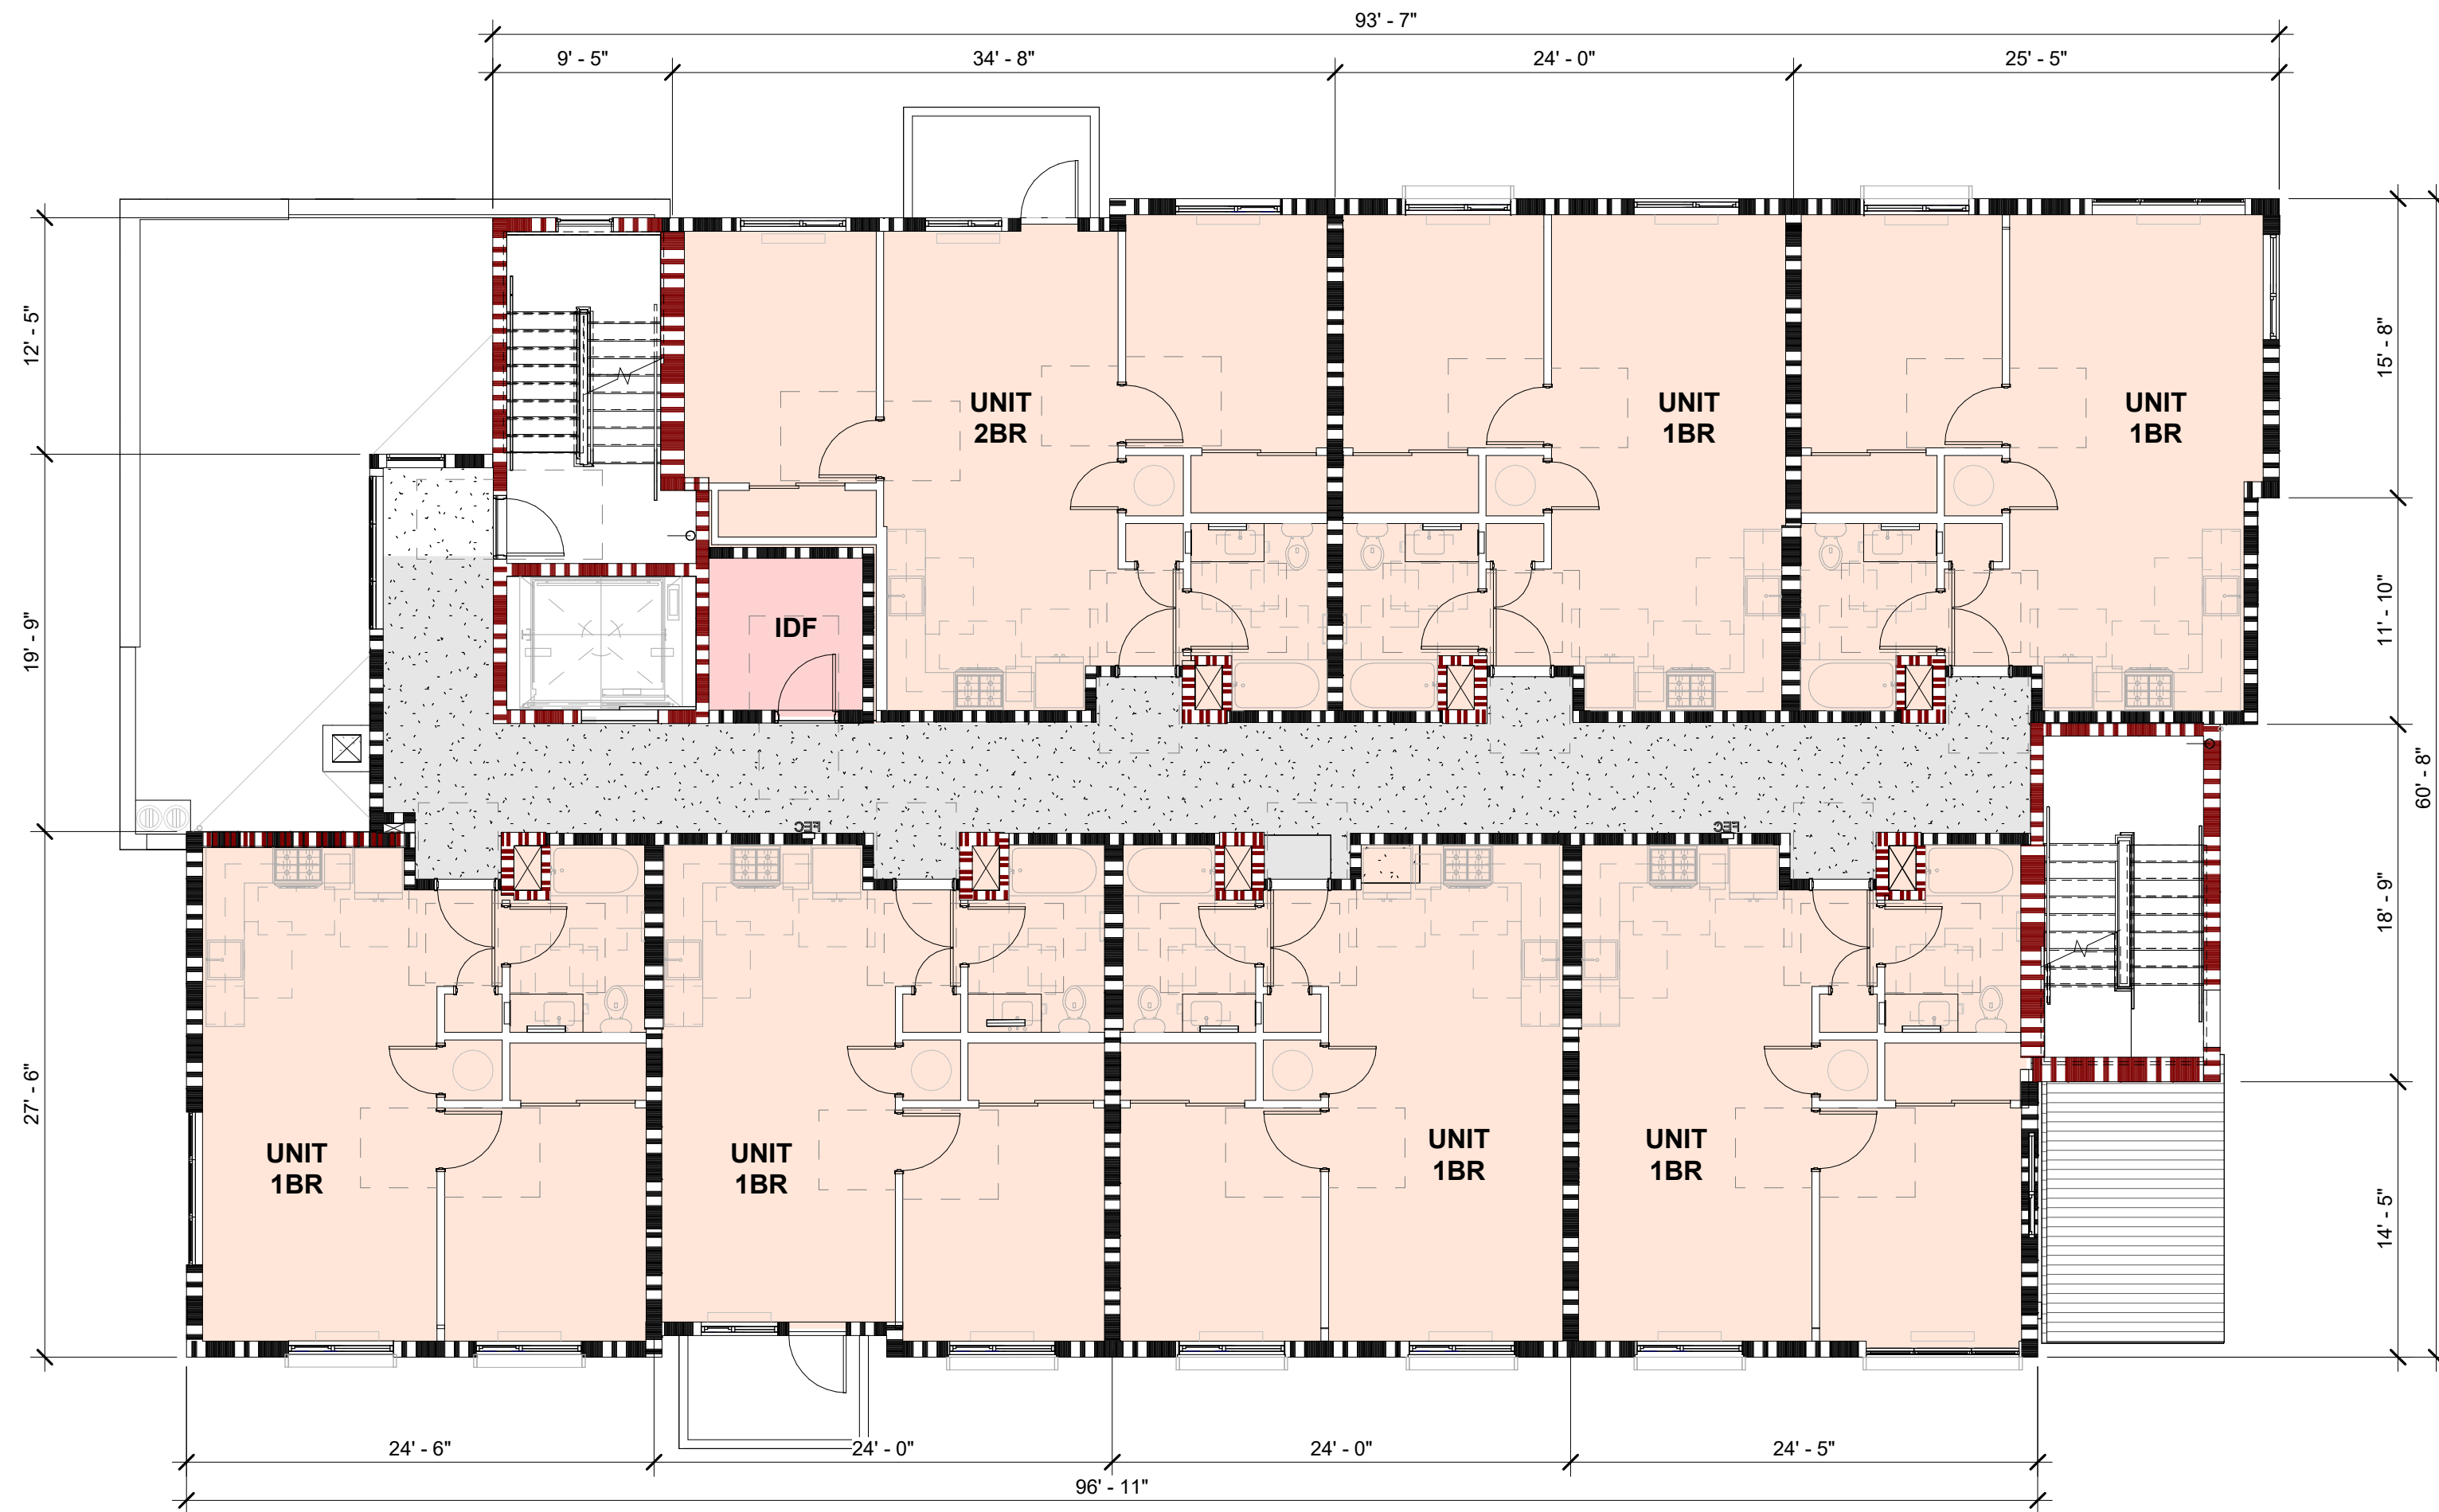 93' - 7"
9' - 5"
34' - 8"
24' - 0"
25' - 5"
12' - 5"
19' - 9"
27' - 6"
15' - 8"
11' - 10"
18' - 9"
14' - 5"
60' - 8"
UNIT
2BR
UNIT
1BR
UNIT
1BR
IDF
FEC
FEC
UNIT
1BR
UNIT
1BR
UNIT
1BR
UNIT
1BR
24' - 6"
24' - 0"
24' - 0"
24' - 5"
96' - 11"